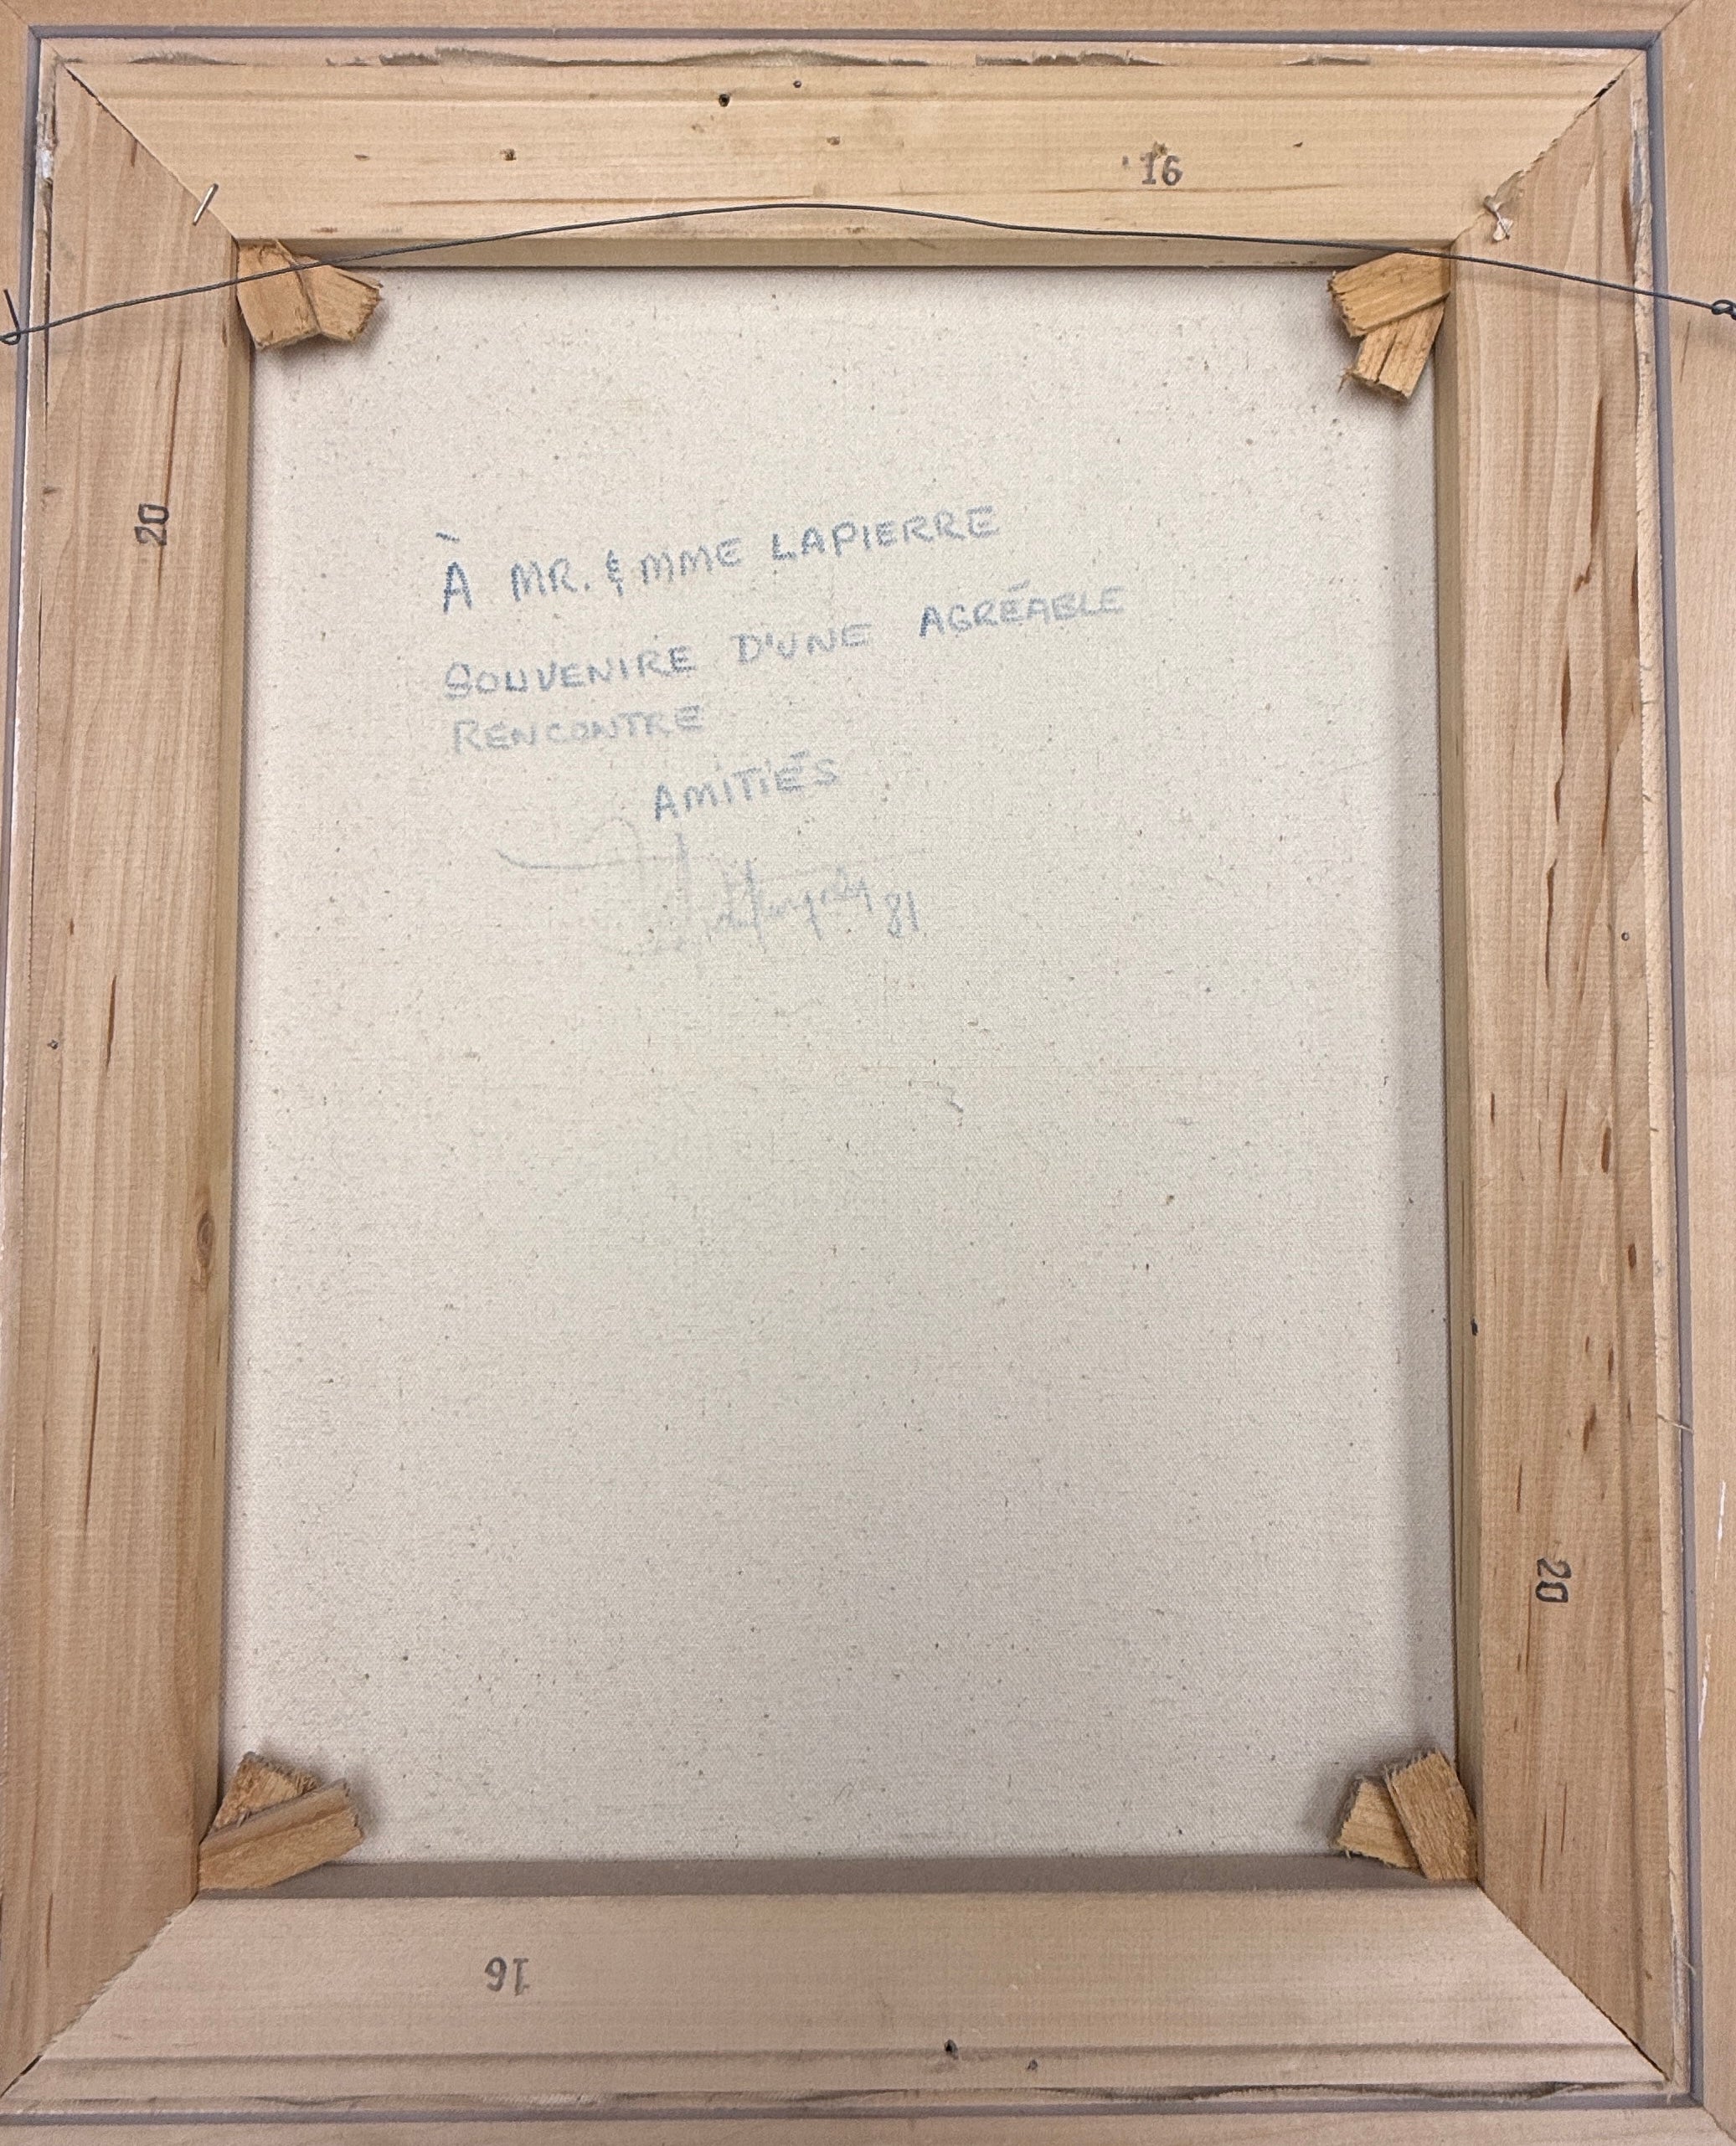 16
20
À MR. & MME LAPIERRE
SOUVENIRE D'UNE AGRÉABLE
RENCONTRE
AMITIÉS
81
20
16